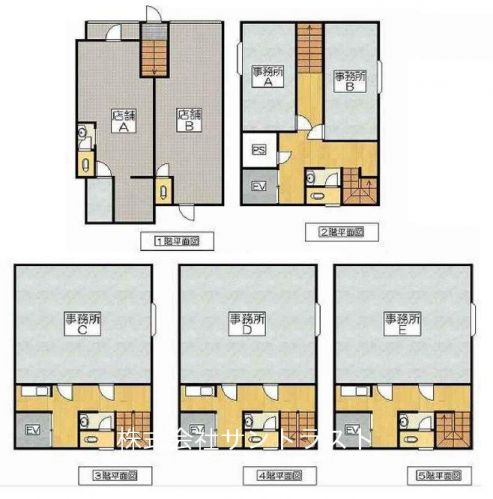 店舗
A
店舗
B
1階平面図
事務所
A
事務所
B
PS
EV
2階平面図
事務所
C
EV
3階平面図
事務所
D
EV
4階平面図
事務所
E
EV
5階平面図
株式会社サントラスト